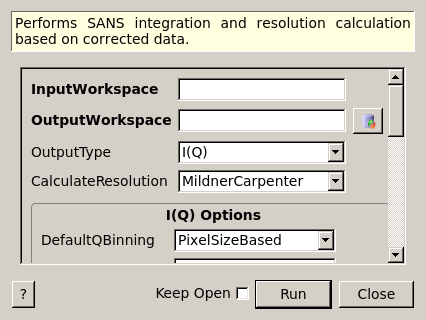 Performs SANS integration and resolution calculation
based on corrected data.
InputWorkspace
OutputWorkspace
OutputType I(Q)
CalculateResolution MildnerCarpenter
I(Q) Options
DefaultQBinning PixelSizeBased
? Keep Open Run Close